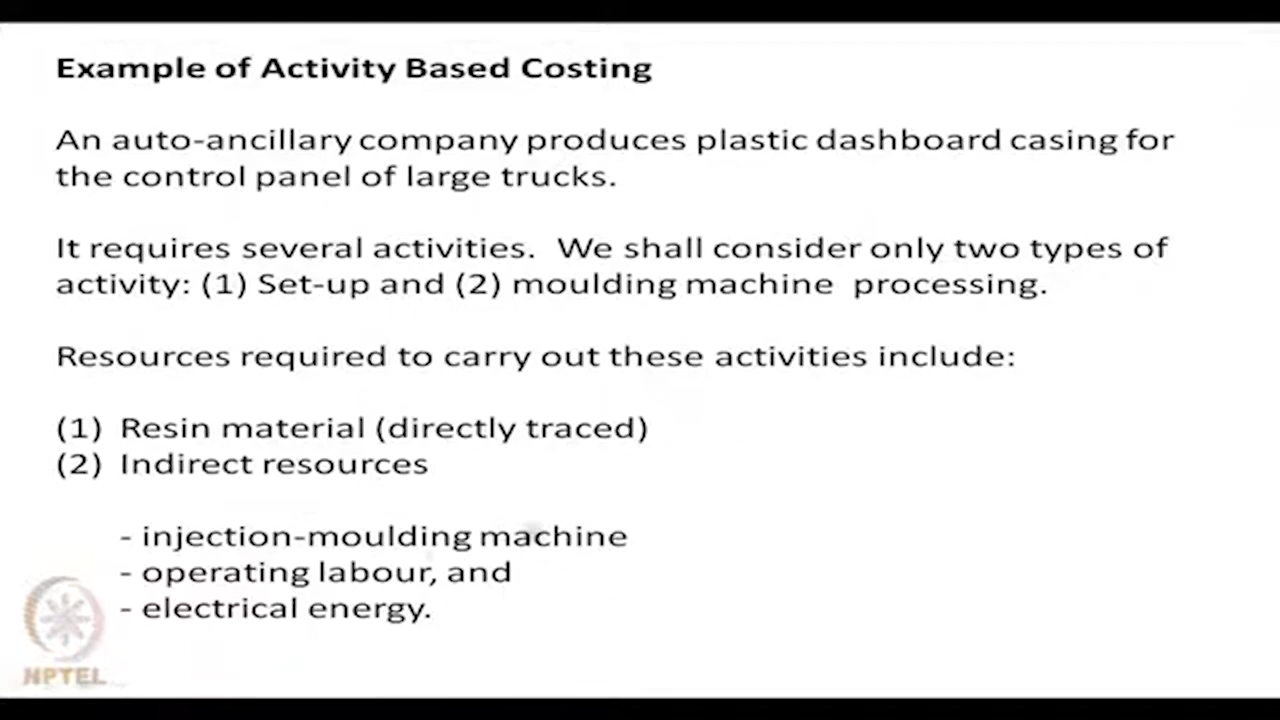 Example of Activity Based Costing
An auto-ancillary company produces plastic dashboard casing for
the control panel of large trucks.
It requires several activities.  We shall consider only two types of
activity: (1) Set-up and (2) moulding machine  processing.
Resources required to carry out these activities include:
(1)  Resin material (directly traced)
(2)  Indirect resources
- injection-moulding machine
- operating labour, and
- electrical energy.
NPTEL